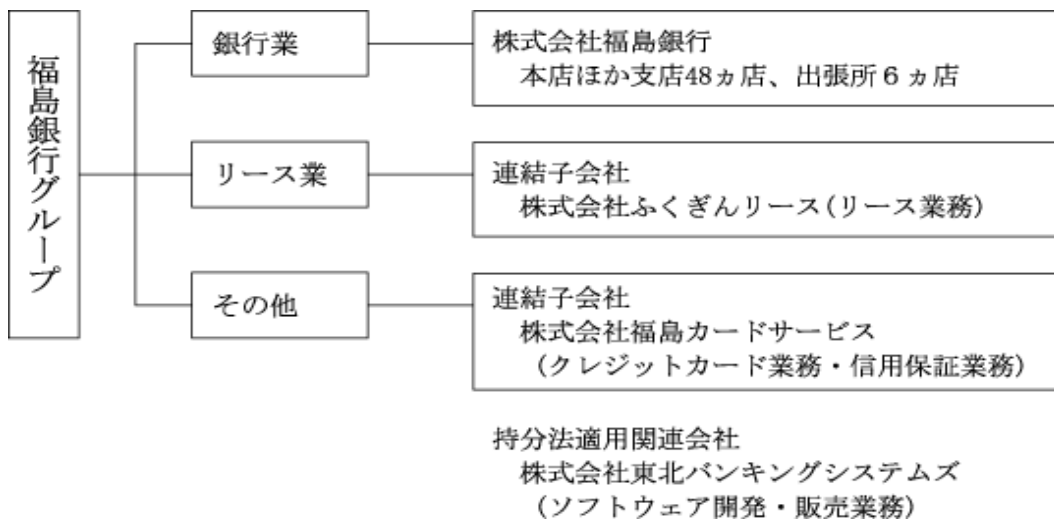 福島銀行グループ
銀行業
株式会社福島銀行
本店ほか支店48ヵ店、出張所６ヵ店
リース業
連結子会社
株式会社ふくぎんリース(リース業務)
その他
連結子会社
株式会社福島カードサービス
(クレジットカード業務・信用保証業務)
持分法適用関連会社
株式会社東北バンキングシステムズ
(ソフトウェア開発・販売業務)